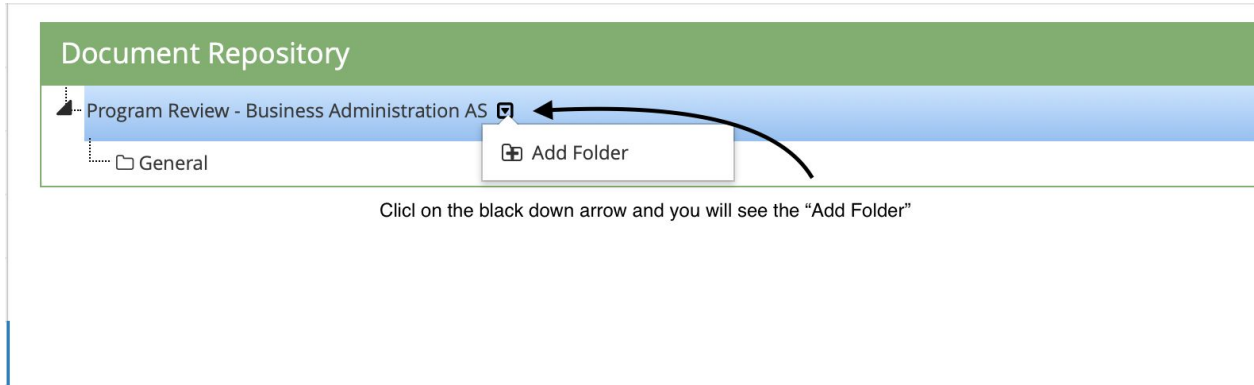 Document Repository
Program Review - Business Administration AS
Add Folder
General
Clicl on the black down arrow and you will see the “Add Folder”